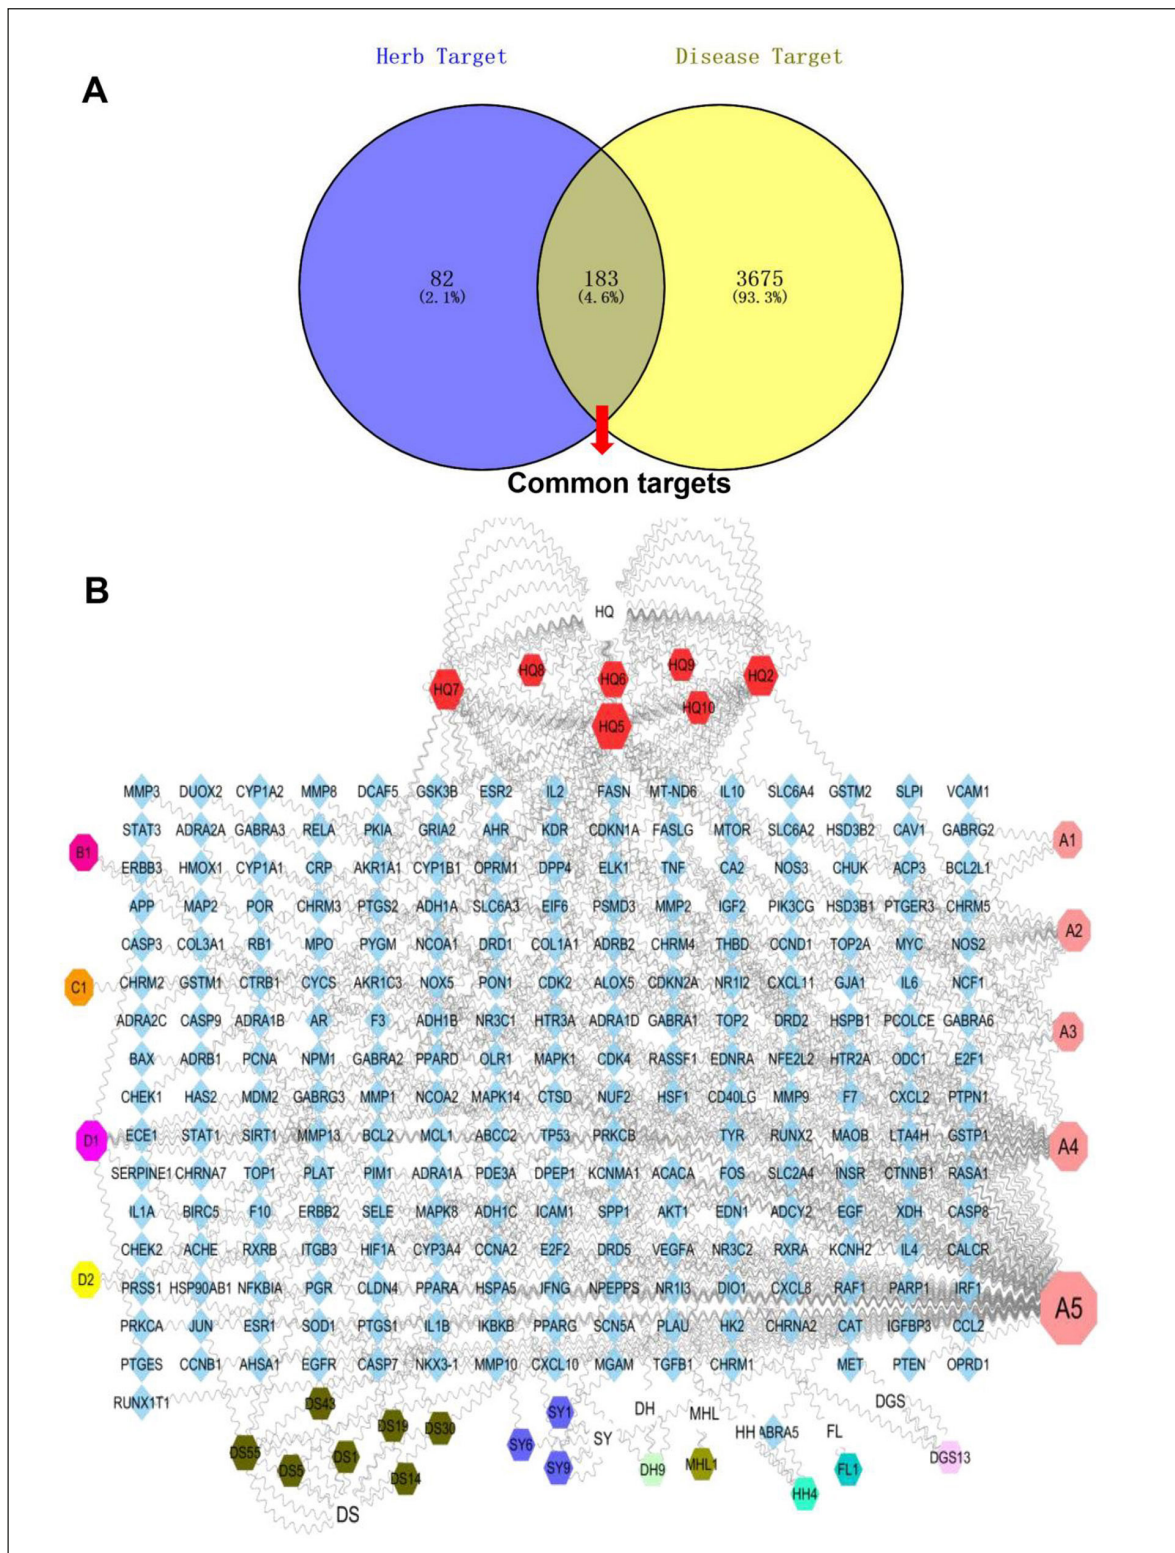 Herb Target Disease Target
A
82 183 3675
(2.1%) (4.6%) (93.3%)
Common targets
B
HQ
HQ8 HQ6 HQ9 HQ2
HQ7 HQ10
HQ5
MMP3 DUOX2 CYP1A2 MMP8 DCAF5 GSK3B ESR2 IL2 FASN MT-ND6 IL10 SLC6A4 GSTM2 SLPI VCAM1
STAT3 ADRA2A GABRA3 RELA PKIA GRIA2 AHR KDR CDKN1A FASLG MTOR SLC6A2 HSD3B2 CAV1 GABRG2
B1 A1
ERBB3 HMOX1 CYP1A1 CRP AKR1A1 CYP1B1 OPRM1 DPP4 ELK1 TNF CA2 NOS3 CHUK ACP3 BCL2L1
APP MAP2 POR CHRM3 PTGS2 ADH1A SLC6A3 EIF6 PSMD3 MMP2 IGF2 PIK3CG HSD3B1 PTGER3 CHRM5
A2
CASP3 COL3A1 RB1 MPO PYGM NCOA1 DRD1 COL1A1 ADRB2 CHRM4 THBD CCND1 TOP2A MYC NOS2
C1
CHRM2 GSTM1 CTRB1 CYCS AKR1C3 NOX5 PON1 CDK2 ALOX5 CDKN2A NR1I2 CXCL11 GJA1 IL6 NCF1
ADRA2C CASP9 ADRA1B AR F3 ADH1B NR3C1 HTR3A ADRA1D GABRA1 TOP2 DRD2 HSPB1 PCOLCE GABRA6
A3
BAX ADRB1 PCNA NPM1 GABRA2 PPARD OLR1 MAPK1 CDK4 RASSF1 EDNRA NFE2L2 HTR2A ODC1 E2F1
CHEK1 HAS2 MDM2 GABRG3 MMP1 NCOA2 MAPK14 CTSD NUF2 HSF1 CD40LG MMP9 F7 CXCL2 PTPN1
D1 ECE1 STAT1 SIRT1 MMP13 BCL2 MCL1 ABCC2 TP53 PRKCB TYR RUNX2 MAOB LTA4H GSTP1 A4
SERPINE1 CHRNA7 TOP1 PLAT PIM1 ADRA1A PDE3A DPEP1 KCNMA1 ACACA FOS SLC2A4 INSR CTNNB1 RASA1
IL1A BIRC5 F10 ERBB2 SELE MAPK8 ADH1C ICAM1 SPP1 AKT1 EDN1 ADCY2 EGF XDH CASP8
CHEK2 ACHE RXRB ITGB3 HIF1A CYP3A4 CCNA2 E2F2 DRD5 VEGFA NR3C2 RXRA KCNH2 IL4 CALCR
D2
PRSS1 HSP90AB1 NFKBIA PGR CLDN4 PPARA HSPA5 IFNG NPEPPS NR1I3 DIO1 CXCL8 RAF1 PARP1 IRF1
A5
PRKCA JUN ESR1 SOD1 PTGS1 IL1B IKBKB PPARG SCN5A PLAU HK2 CHRNA2 CAT IGFBP3 CCL2
PTGES CCNB1 AHSA1 EGFR CASP7 NKX3-1 MMP10 CXCL10 MGAM TGFB1 CHRM1 MET PTEN OPRD1
RUNX1T1 DS43 SY1 DH MHL DGS
DS19 DS30 HH ABRA5 FL
DS55 DS1 SY6 SY
DS5 DS14 SY9 DH9 MHL1 FL1 DGS13
HH4
DS